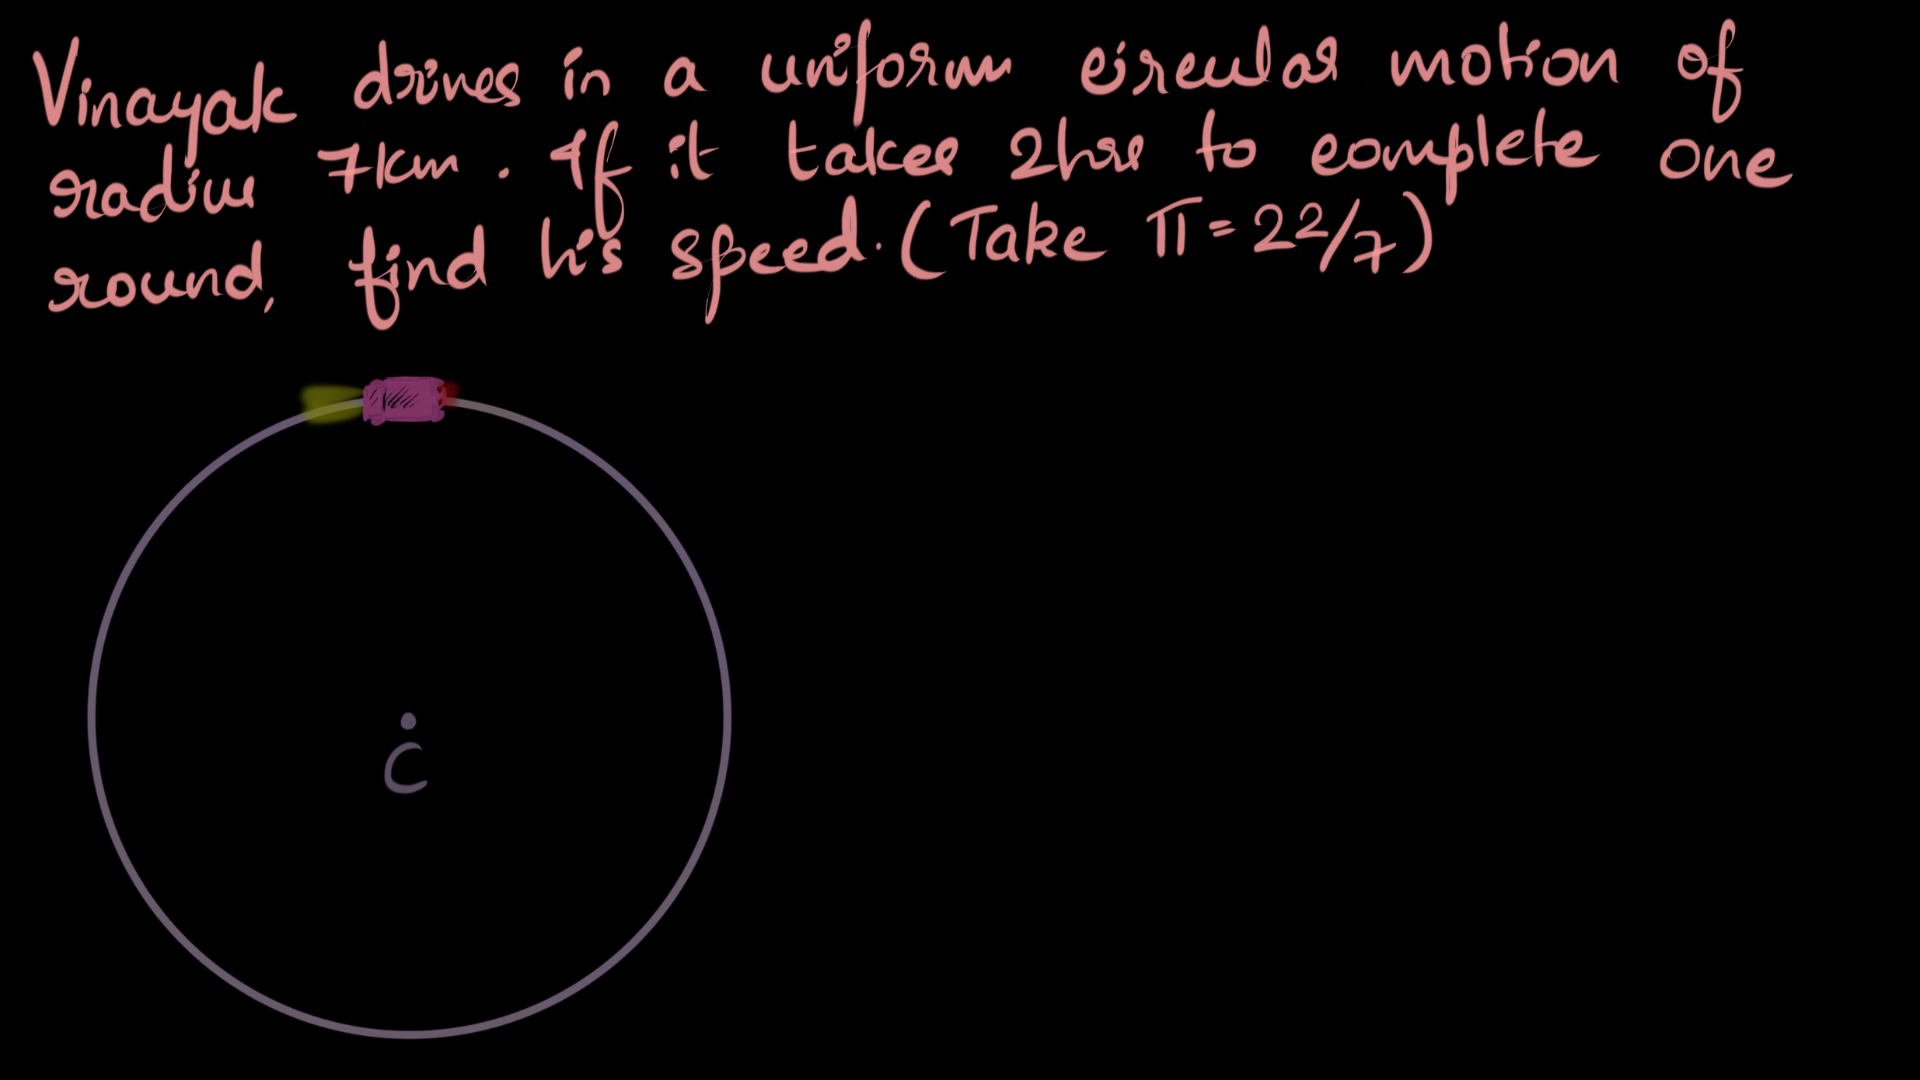 Vinayak drives in a uniform circular motion of
radius 7km. If it takes 2hrs to complete one
round, find his speed. (Take π = 22/7)
C